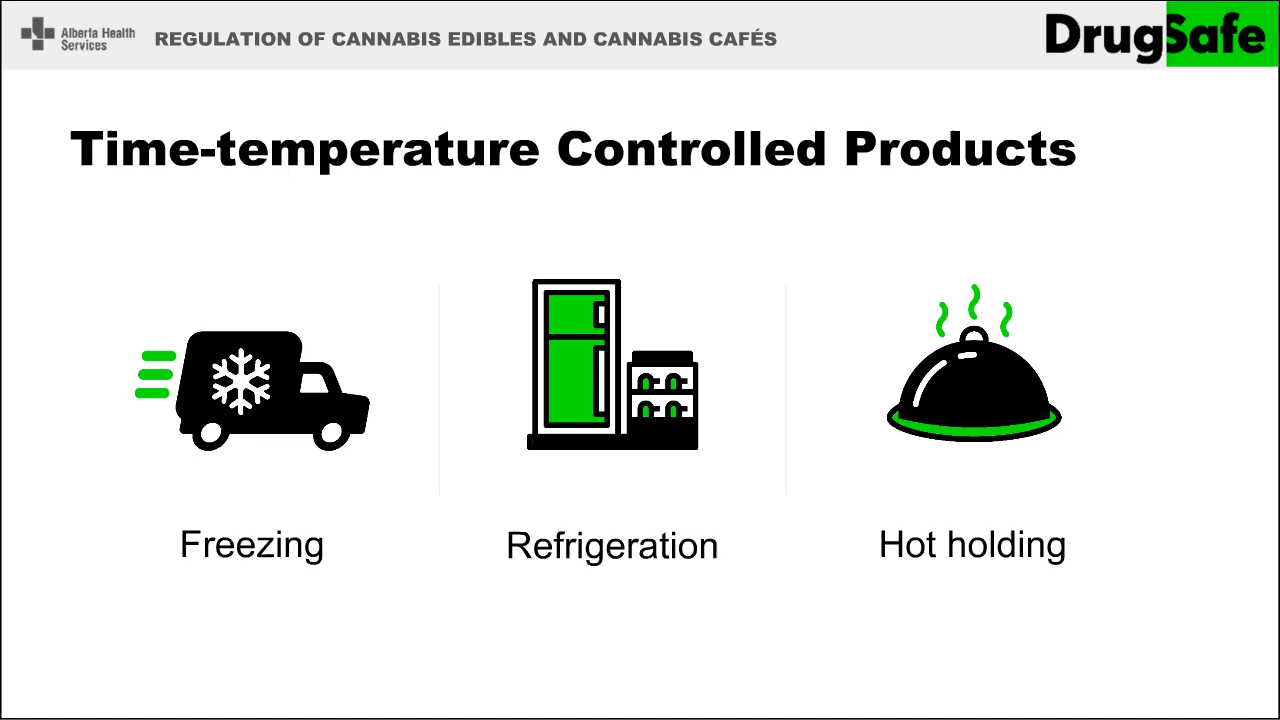 Alberta Health
Services
REGULATION OF CANNABIS EDIBLES AND CANNABIS CAFÉS
DrugSafe
Time-temperature Controlled Products
Freezing
Refrigeration
Hot holding